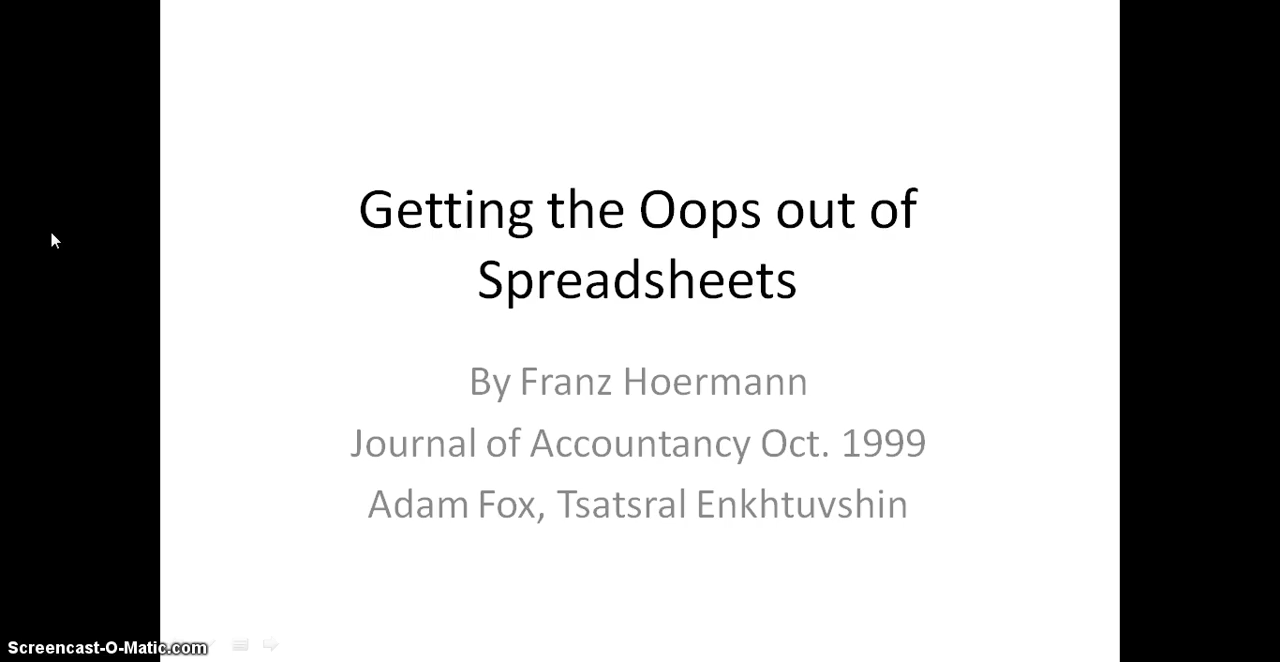 Getting the Oops out of
Spreadsheets
By Franz Hoermann
Journal of Accountancy Oct. 1999
Adam Fox, Tsatsral Enkhtuvshin
Screencast-O-Matic.com